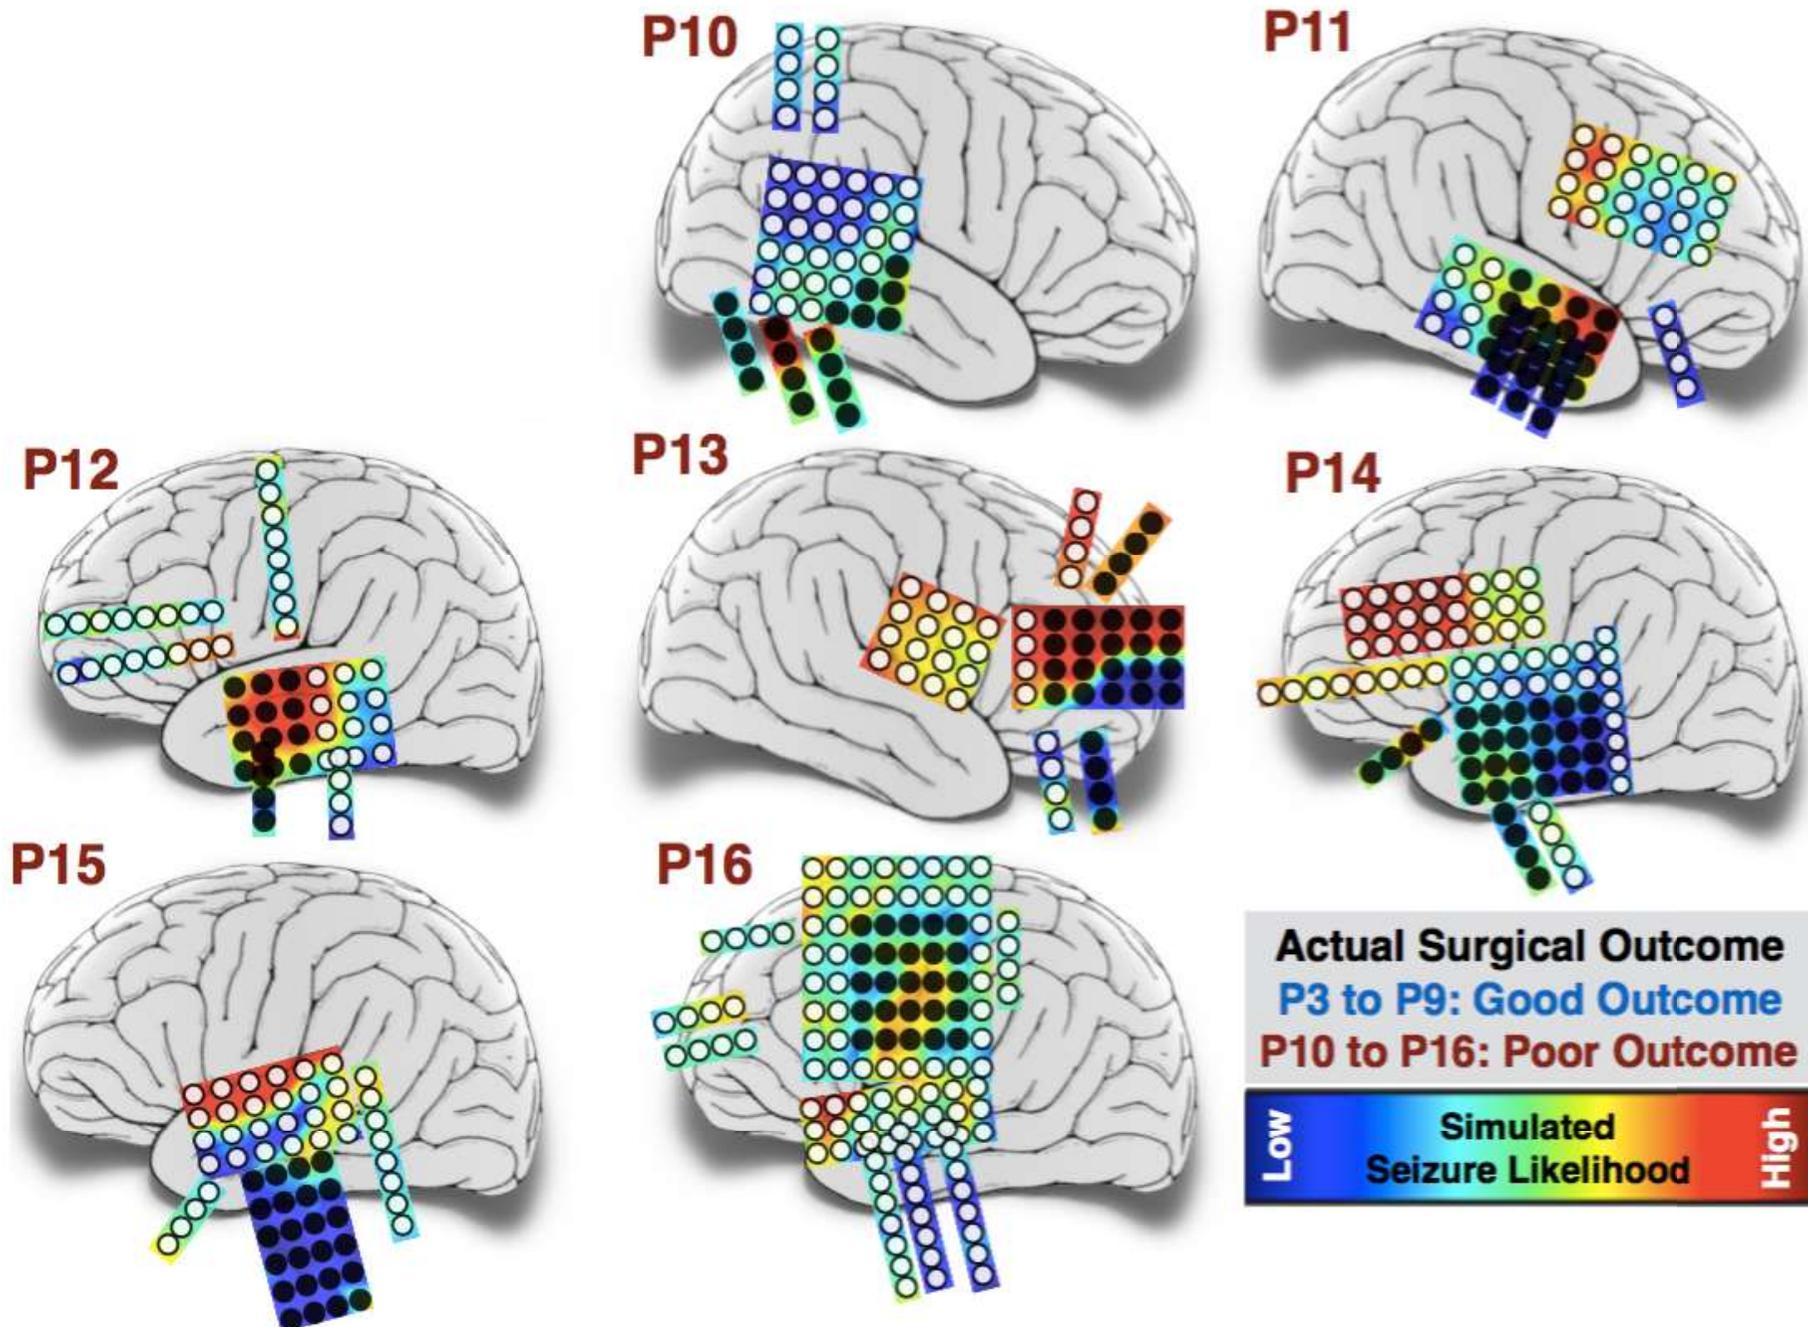 P10
P11
P12
P13
P14
P15
P16
Actual Surgical Outcome
P3 to P9: Good Outcome
P10 to P16: Poor Outcome
Low
Simulated
Seizure Likelihood
High